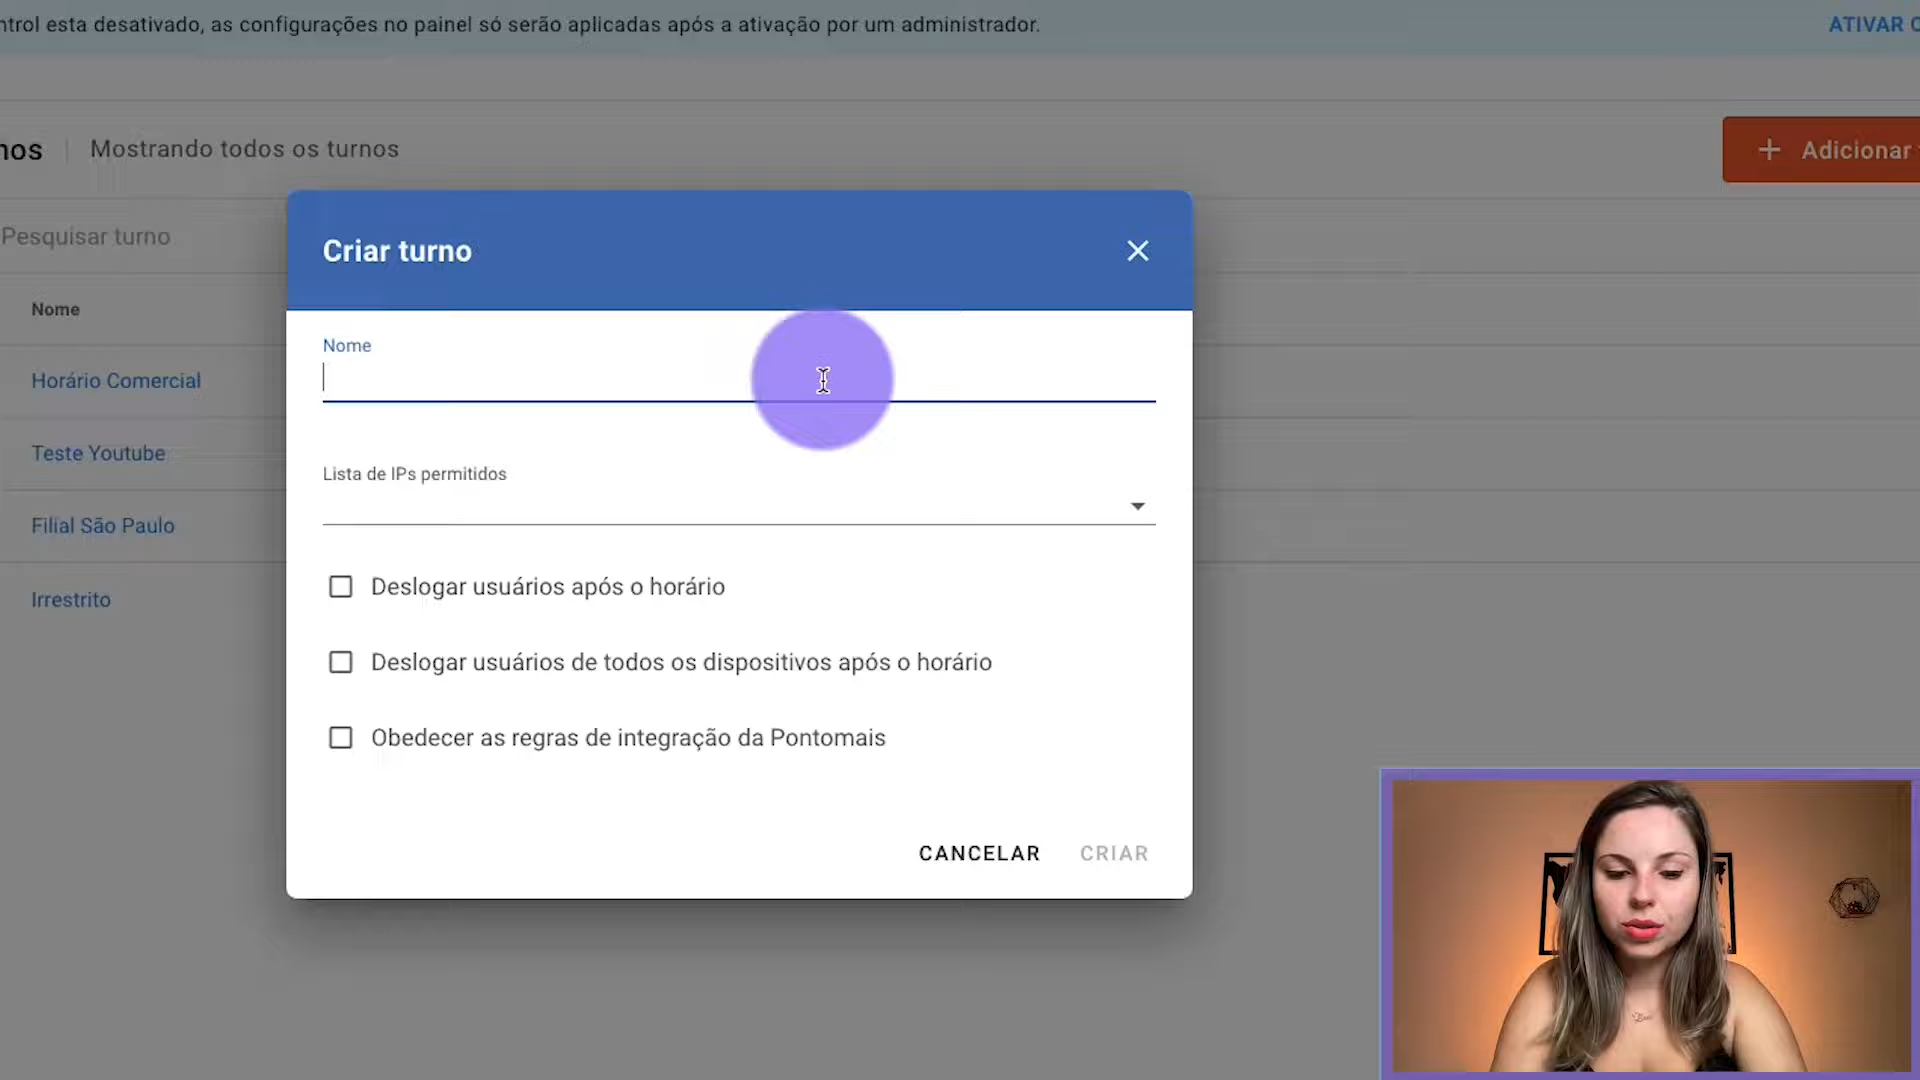 ntrol esta desativado, as configurações no painel só serão aplicadas após a ativação por um administrador.
ATIVAR
nos
Mostrando todos os turnos
+ Adicionar
Pesquisar turno
Criar turno
Nome
Horário Comercial
Teste Youtube
Filial São Paulo
Irrestrito
Nome
Lista de IPs permitidos
Deslogar usuários após o horário
Deslogar usuários de todos os dispositivos após o horário
Obedecer as regras de integração da Pontomais
CANCELAR
CRIAR